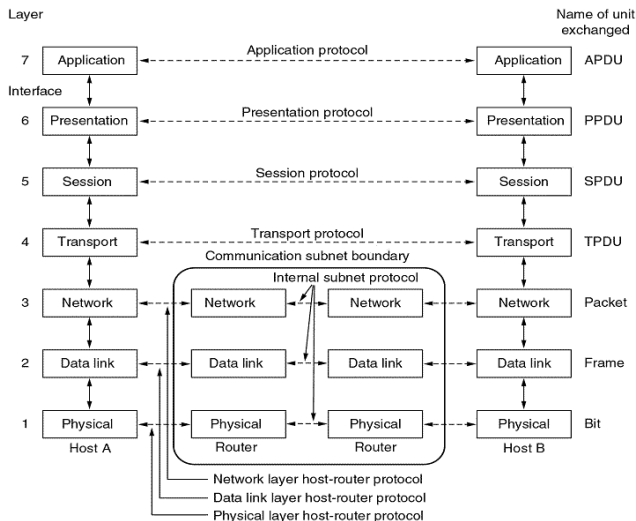 Layer
Name of unit exchanged
7 Application Application protocol Application APDU
Interface
6 Presentation Presentation protocol Presentation PPDU
5 Session Session protocol Session SPDU
4 Transport Transport protocol Transport TPDU
Communication subnet boundary
Internal subnet protocol
3 Network Network Network Network Packet
2 Data link Data link Data link Data link Frame
1 Physical Physical Physical Physical Bit
Host A Router Router Host B
Network layer host-router protocol
Data link layer host-router protocol
Physical layer host-router protocol